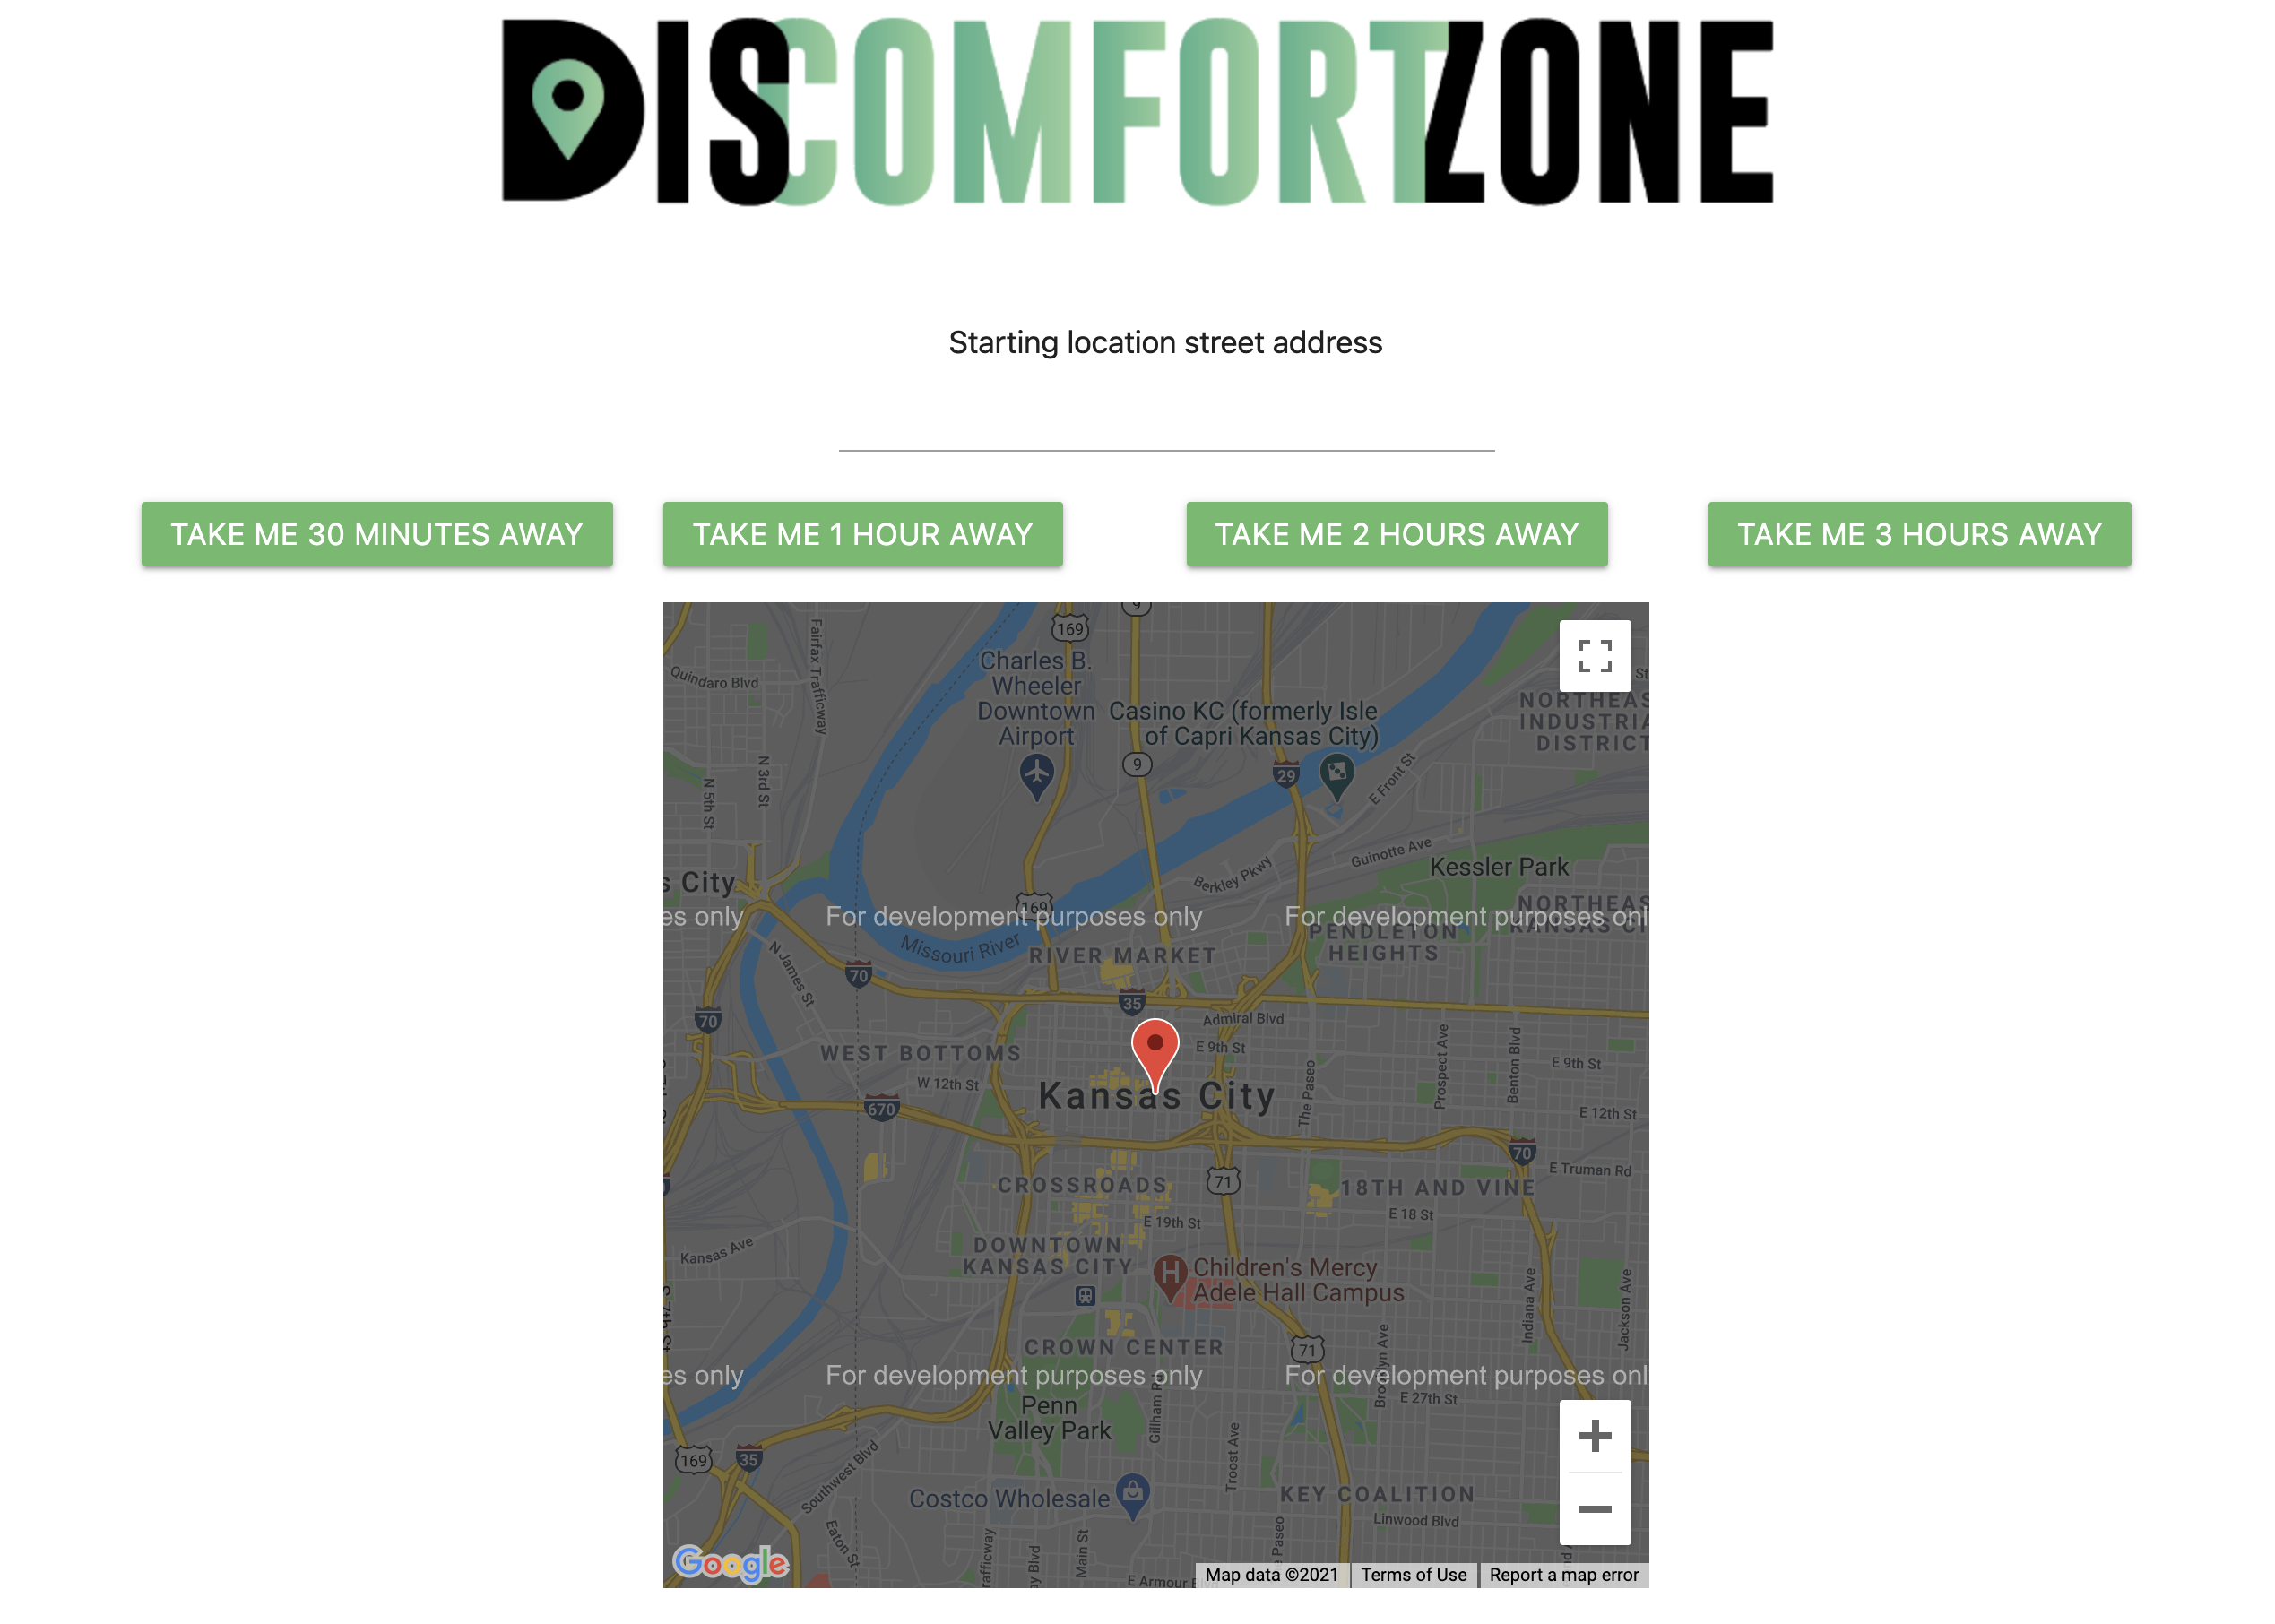 DISCOMFORTZONE
Starting location street address
TAKE ME 30 MINUTES AWAY
TAKE ME 1 HOUR AWAY
TAKE ME 2 HOURS AWAY
TAKE ME 3 HOURS AWAY
9
169
Fairfax Trafficway
Quindaro Blvd
Charles B.
Wheeler
Downtown
Airport
Casino KC (formerly Isle
of Capri Kansas City)
St
NORTHEAS
INDUSTRIA
DISTRICT
N 3rd St
N 5th St
9
29
E Front St
Guinotte Ave
Kessler Park
Berkley Pkwy
s City
169
NORTHEAS
KANSAS CI
es only
For development purposes only
For development purposes onl
PENDLETON
HEIGHTS
Missouri River
RIVER MARKET
N James St
70
35
70
Admiral Blvd
E 9th St
WEST BOTTOMS
W 12th St
Kansas City
The Paseo
Prospect Ave
Benton Blvd
E 9th St
E 12th St
670
70
E Truman Rd
CROSSROADS
71
18TH AND VINE
E 18 St
E 19th St
Kansas Ave
DOWNTOWN
KANSAS CITY
H
Children's Mercy
Adele Hall Campus
Indiana Ave
Jackson Ave
CROWN CENTER
71
Brooklyn Ave
es only
For development purposes only
For development purposes onl
E 27th St
Penn
Valley Park
Gillham Rd
Troost Ave
169
35
Southwest Blvd
Costco Wholesale
KEY COALITION
Linwood Blvd
Eaton St
rafficway
Main St
Paseo
E Armour
Google
Map data ©2021
Terms of Use
Report a map error